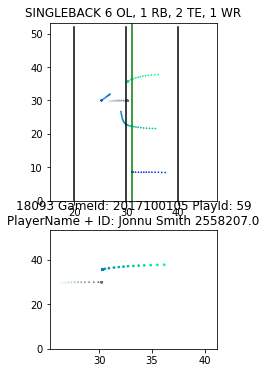 SINGLEBACK 6 OL, 1 RB, 2 TE, 1 WR
50
40
30
20
10
0
20 30 40
18093 GameId: 2017100105 PlayId: 59
PlayerName + ID: Jonnu Smith 2558207.0
40
20
0
30 35 40